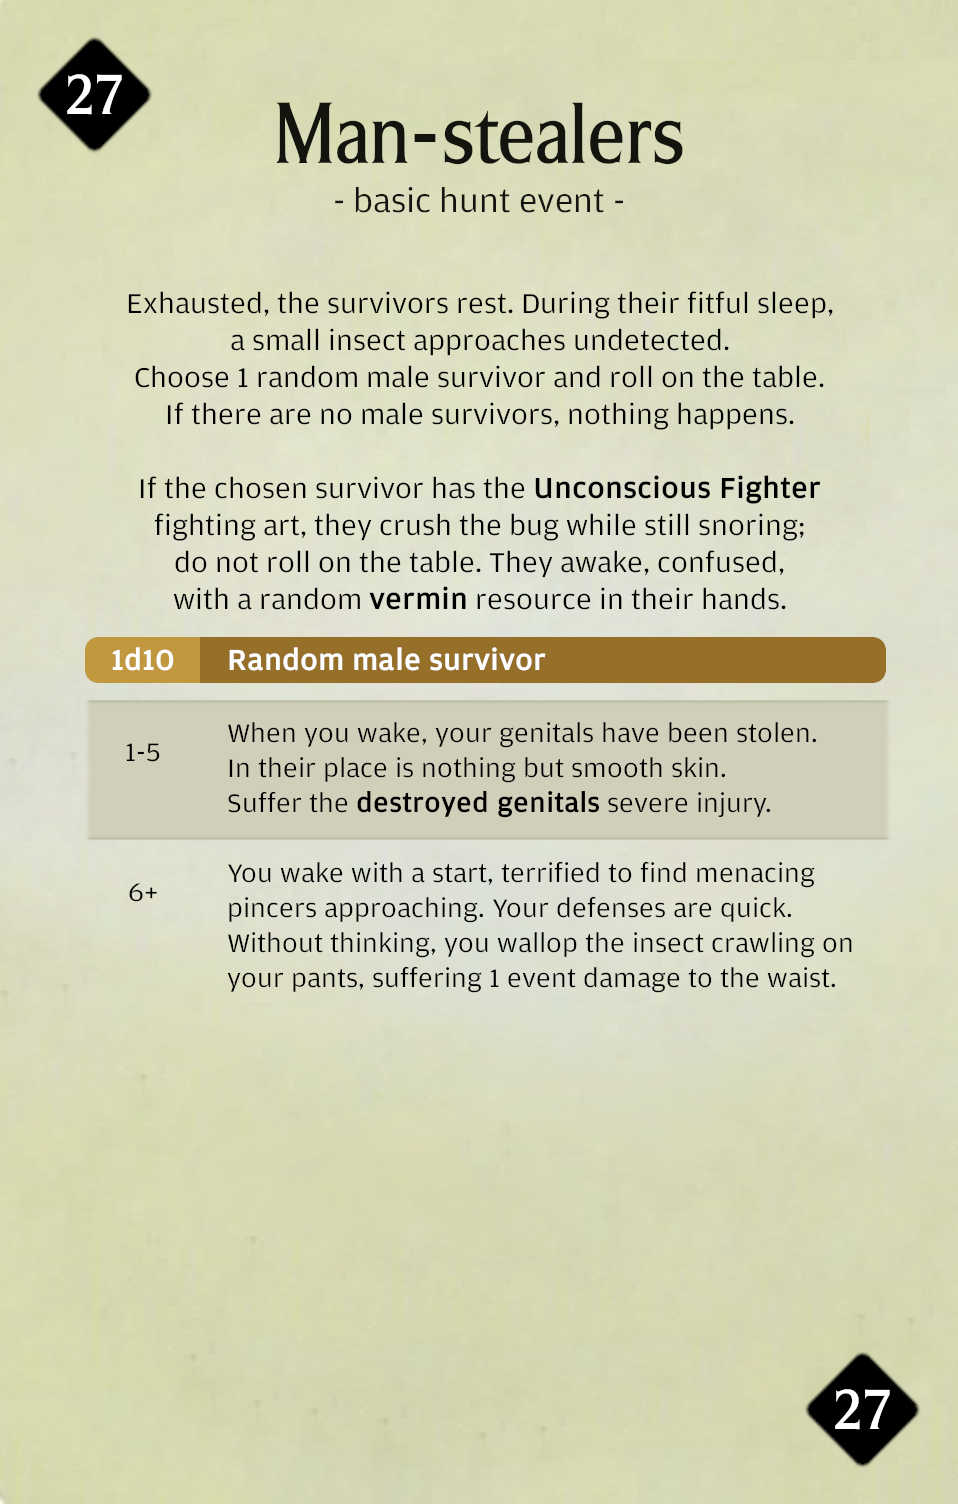 27
Man-stealers
- basic hunt event -
Exhausted, the survivors rest. During their fitful sleep,
a small insect approaches undetected.
Choose 1 random male survivor and roll on the table.
If there are no male survivors, nothing happens.
If the chosen survivor has the Unconscious Fighter
fighting art, they crush the bug while still snoring;
do not roll on the table. They awake, confused,
with a random vermin resource in their hands.
1d10 Random male survivor
1-5
When you wake, your genitals have been stolen.
In their place is nothing but smooth skin.
Suffer the destroyed genitals severe injury.
6+
You wake with a start, terrified to find menacing
pincers approaching. Your defenses are quick.
Without thinking, you wallop the insect crawling on
your pants, suffering 1 event damage to the waist.
27